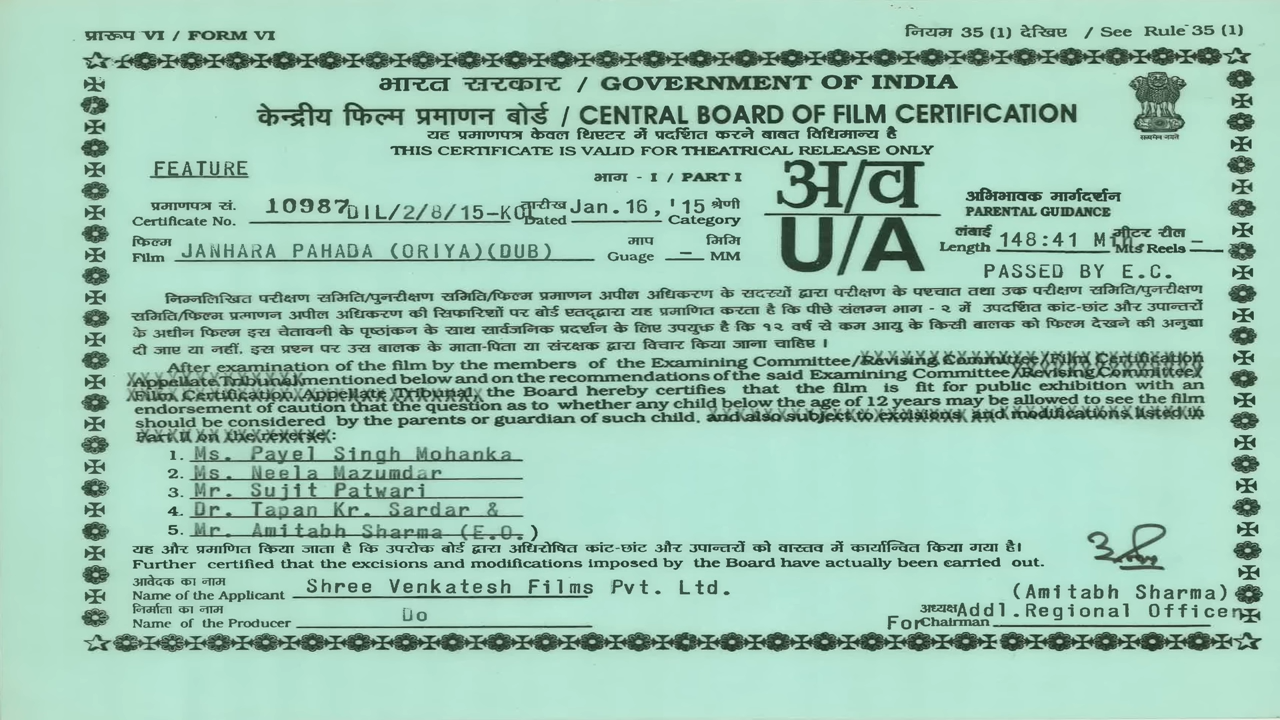 प्रारूप VI / FORM VI
नियम 35 (1) देखिए / See Rule 35 (1)
भारत सरकार / GOVERNMENT OF INDIA
केन्द्रीय फिल्म प्रमाणन बोर्ड / CENTRAL BOARD OF FILM CERTIFICATION
यह प्रमाणपत्र केवल थिएटर में प्रदर्शित करने बाबत विधिमान्य है
THIS CERTIFICATE IS VALID FOR THEATRICAL RELEASE ONLY
सत्यमेव जयते
FEATURE
भाग - I / PART I
अ/व
U/A
अभिभावक मार्गदर्शन
PARENTAL GUIDANCE
प्रमाणपत्र सं. 10987 DIL/2/8/15-KOL तारीख Jan.16,'15 श्रेणी
Certificate No. Dated Category
फिल्म माप मिमि
Film JANHARA PAHADA (ORIYA)(DUB) Guage — MM
लंबाई 148:41 मीटर रील
Length Mts Reels —
PASSED BY E.C.
निम्नलिखित परीक्षण समिति/पुनरीक्षण समिति/फिल्म प्रमाणन अपील अधिकरण के सदस्यों द्वारा परीक्षण के पश्चात तथा उक्त परीक्षण समिति/पुनरीक्षण
समिति/फिल्म प्रमाणन अपील अधिकरण की सिफारिशों पर बोर्ड एतद्द्वारा यह प्रमाणित करता है कि पीछे संलग्न भाग - २ में उपदर्शित कांट-छांट और उपान्तरों
के अधीन फिल्म इस चेतावनी के पृष्ठांकन के साथ सार्वजनिक प्रदर्शन के लिए उपयुक्त है कि १२ वर्ष से कम आयु के किसी बालक को फिल्म देखने की अनुज्ञा
दी जाए या नहीं, इस प्रश्न पर उस बालक के माता-पिता या संरक्षक द्वारा विचार किया जाना चाहिए ।
After examination of the film by the members of the Examining Committee/Revising Committee/Film Certification
Appellate Tribunal mentioned below and on the recommendations of the said Examining Committee/Revising Committee/
Film Certification Appellate Tribunal, the Board hereby certifies that the film is fit for public exhibition with an
endorsement of caution that the question as to whether any child below the age of 12 years may be allowed to see the film
should be considered by the parents or guardian of such child, and also subject to excisions and modifications listed in
Part II on the reverse :
1. Ms. Payel Singh Mohanka
2. Ms. Neela Mazumdar
3. Mr. Sujit Patwari
4. Dr. Tapan Kr. Sardar &
5. Mr. Amitabh Sharma (E.O.)
यह और प्रमाणित किया जाता है कि उपरोक्त बोर्ड द्वारा अधिरोपित कांट-छांट और उपान्तरों को वास्तव में कार्यान्वित किया गया है।
Further certified that the excisions and modifications imposed by the Board have actually been carried out.
आवेदक का नाम
Name of the Applicant Shree Venkatesh Films Pvt. Ltd.
निर्माता का नाम
Name of the Producer Do
(Amitabh Sharma)
अध्यक्ष Addl.Regional Officer
For Chairman